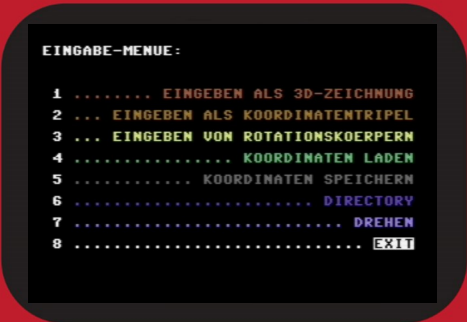 EINGABE-MENUE:
1 ........ EINGEBEN ALS 3D-ZEICHNUNG
2 ... EINGEBEN ALS KOORDINATENTRIPEL
3 ... EINGEBEN VON ROTATIONSKOERPERN
4 ................ KOORDINATEN LADEN
5 ............ KOORDINATEN SPEICHERN
6 ........................ DIRECTORY
7 ........................... DREHEN
8 ............................. EXIT